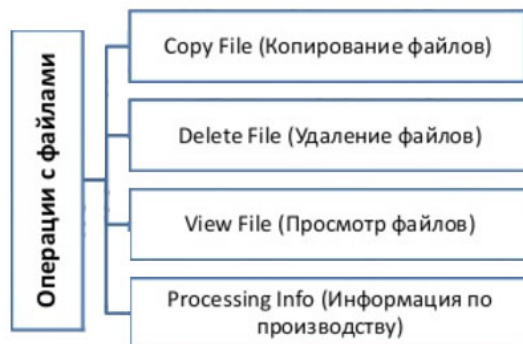 Операции с файлами
Copy File (Копирование файлов)
Delete File (Удаление файлов)
View File (Просмотр файлов)
Processing Info (Информация по
производству)